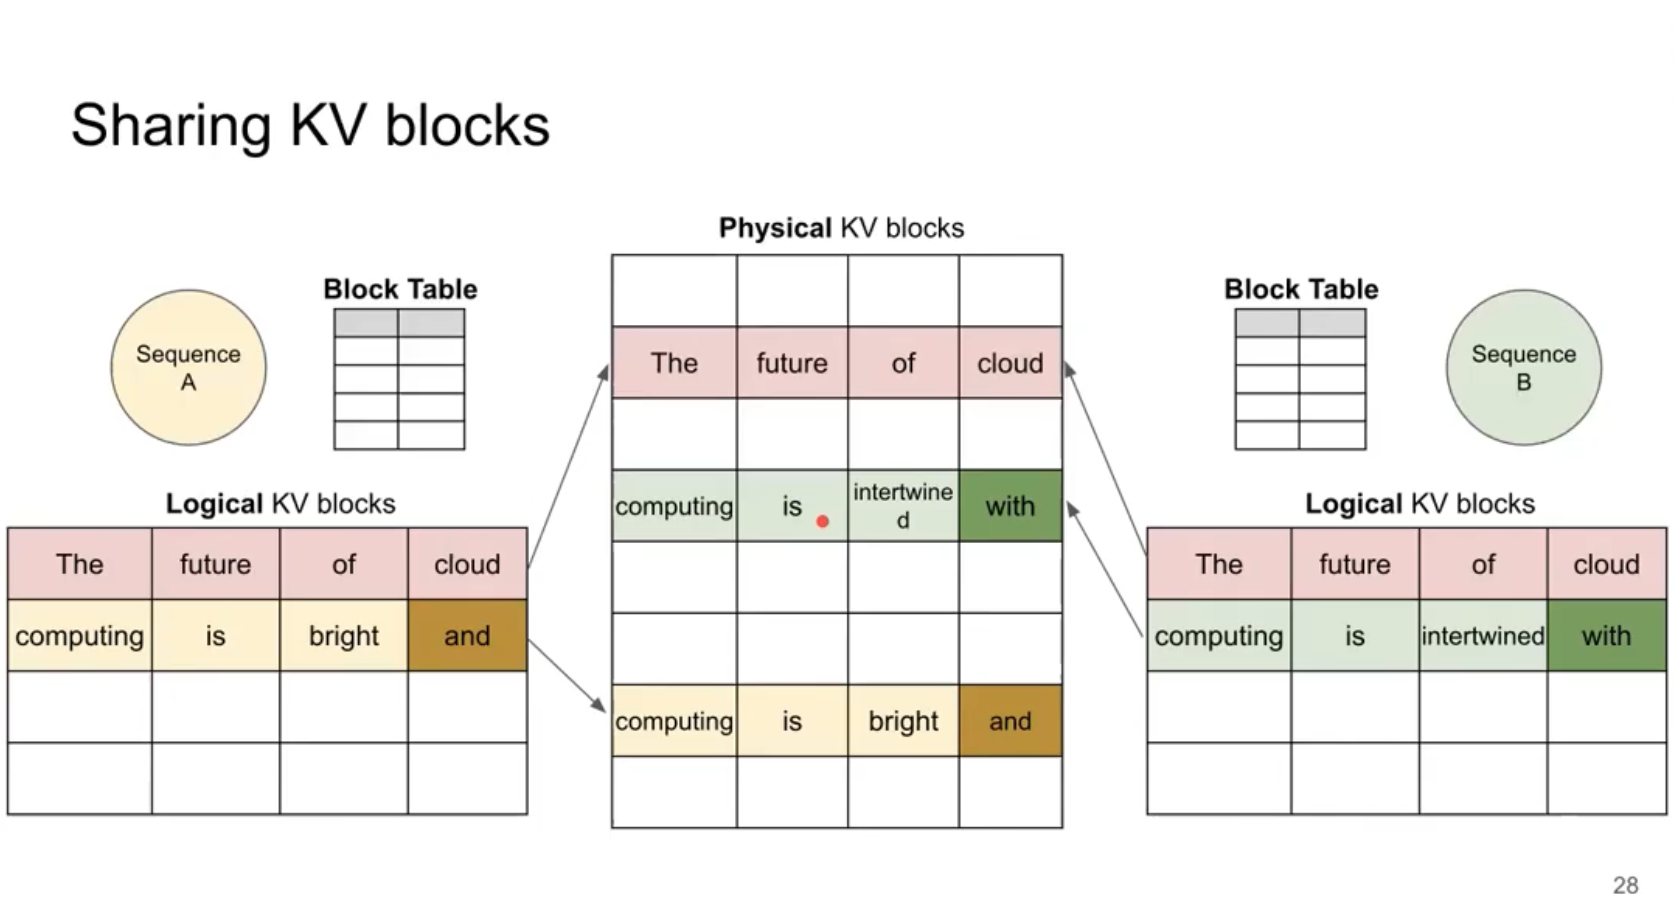 Sharing KV blocks
Physical KV blocks
Block Table
Block Table
Sequence
A
Sequence
B
The future of cloud
computing is intertwine
d with
computing is bright and
Logical KV blocks
The future of cloud
computing is bright and
Logical KV blocks
The future of cloud
computing is intertwined with
28